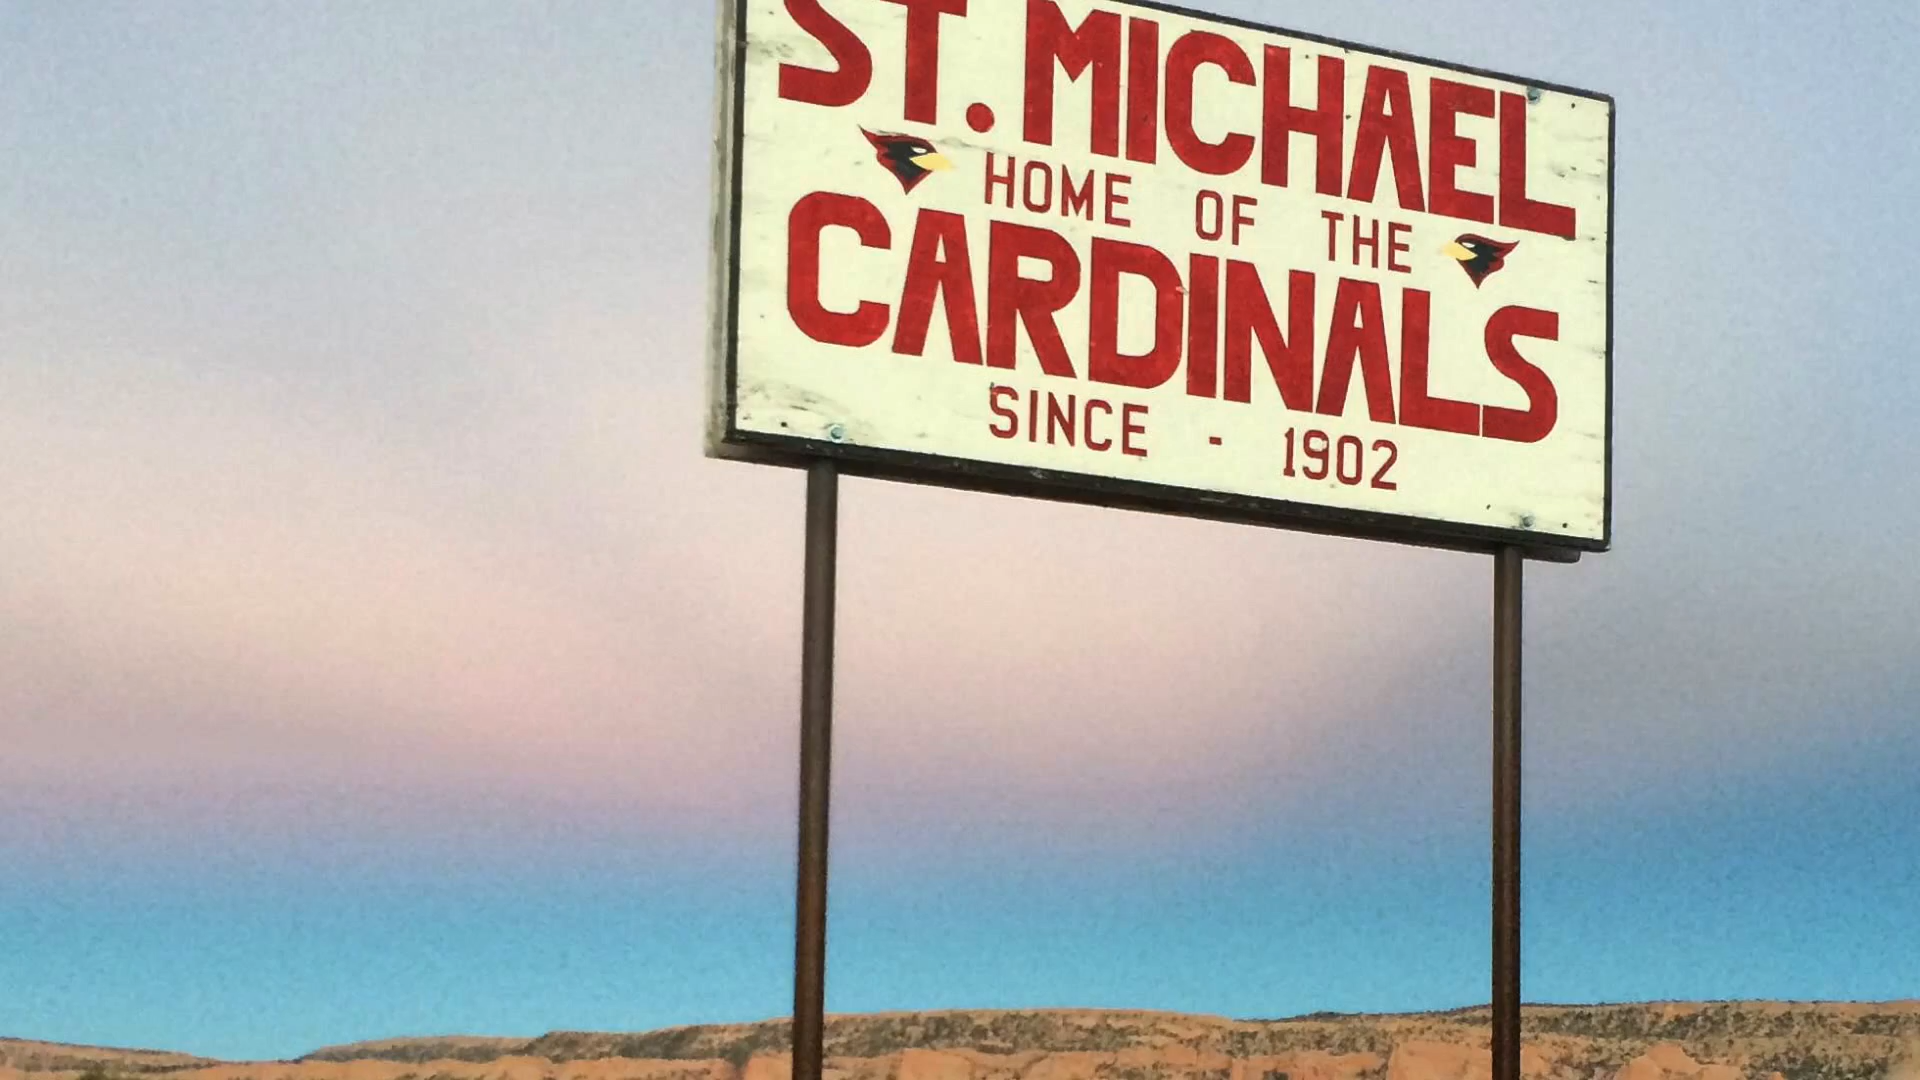 ST. MICHAEL
HOME OF THE
CARDINALS
SINCE - 1902